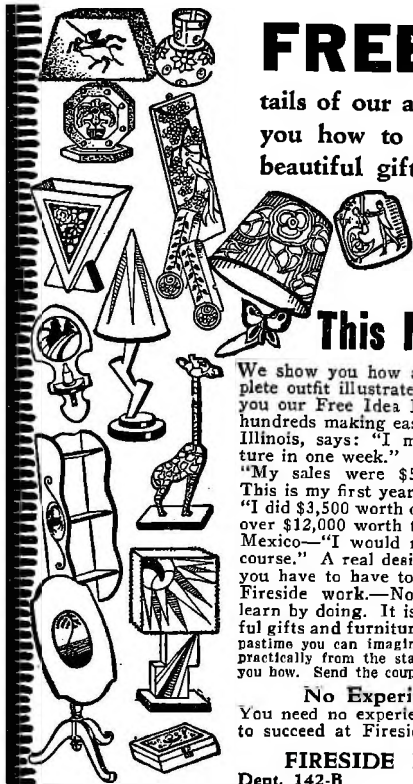 FREE
tails of our a
you how to
beautiful gift
This
We show you how a
plete outfit illustrate
you our Free Idea
hundreds making eas
Illinois, says: "I m
ture in one week."
"My sales were $5
This is my first year
"I did $3,500 worth o
over $12,000 worth
Mexico—"I would
course." A real desi
you have to have to
Fireside work.—No
learn by doing. It is
ful gifts and furnitur
pastime you can imagin
practically from the sta
you how. Send the coup
No Experi
You need no experie
to succeed at Firesid
FIRESIDE
Dept. 142-B